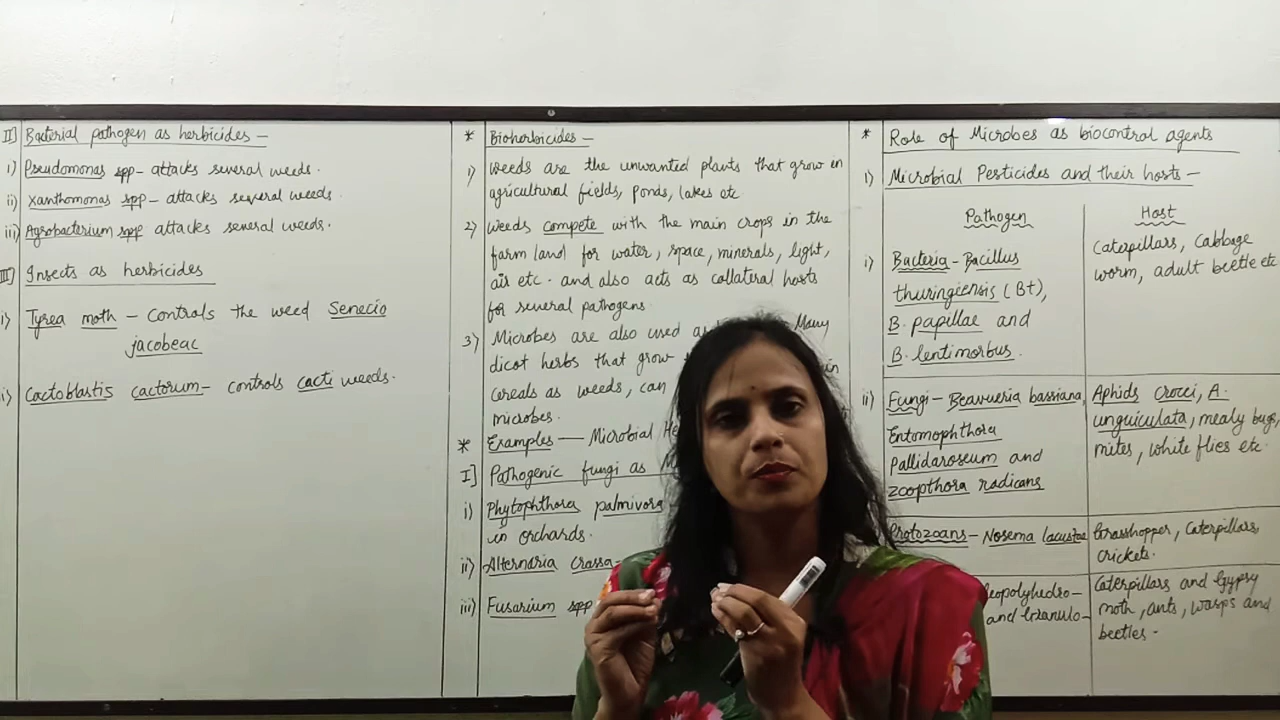 II] Bacterial pathogen as herbicides -
i) Pseudomonas spp - attacks several weeds.
ii) Xanthomonas spp - attacks several weeds.
iii) Agrobacterium spp attacks several weeds.
III] Insects as herbicides
i) Tyrea moth - controls the weed Senecio
jacobeac
i) Cactoblastis cactorum - controls cacti weeds.
* Bioherbicides -
1) Weeds are the unwanted plants that grow in
agricultural fields, ponds, lakes etc
2) Weeds compete with the main crops in the
farm land for water, space, minerals, light,
air etc. and also acts as collateral hosts
for several pathogens.
3) Microbes are also used as Many
dicot herbs that grow in
cereals as weeds, can
microbes.
* Examples - Microbial
I] Pathogenic fungi as
i) Phytophthora palmivora
in orchards.
ii) Alternaria crassa
iii) Fusarium spp
* Role of Microbes as biocontrol agents
1) Microbial Pesticides and their hosts -
Pathogen Host
i) Bacteria - Bacillus
thuringiensis (Bt),
B. papillae and
B. lentimorbus.
Caterpillars, Cabbage
worm, adult beetle etc
ii) Fungi - Beavueria bassiana,
Entomophthora
Pallidaroseum and
zoopthora radicans
Aphids crocci, A.
unguiculata, mealy bugs,
mites, white flies etc.
Protozoans - Nosema locustae
Grasshopper, Caterpillars,
crickets.
and
Caterpillars and Gypsy
moth, ants, wasps and
beetles -